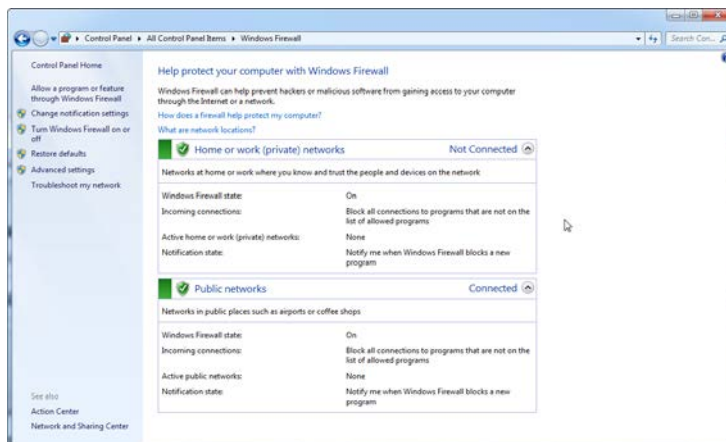 Control Panel
All Control Panel Items
Windows Firewall
Search Con...
Control Panel Home
Allow a program or feature
through Windows Firewall
Change notification settings
Turn Windows Firewall on or
off
Restore defaults
Advanced settings
Troubleshoot my network
See also
Action Center
Network and Sharing Center
Help protect your computer with Windows Firewall
Windows Firewall can help prevent hackers or malicious software from gaining access to your computer
through the Internet or a network.
How does a firewall help protect my computer?
What are network locations?
Home or work (private) networks Not Connected
Networks at home or work where you know and trust the people and devices on the network
Windows Firewall state: On
Incoming connections: Block all connections to programs that are not on the
list of allowed programs
Active home or work (private) networks: None
Notification state: Notify me when Windows Firewall blocks a new
program
Public networks Connected
Networks in public places such as airports or coffee shops
Windows Firewall state: On
Incoming connections: Block all connections to programs that are not on the
list of allowed programs
Active public networks: None
Notification state: Notify me when Windows Firewall blocks a new
program